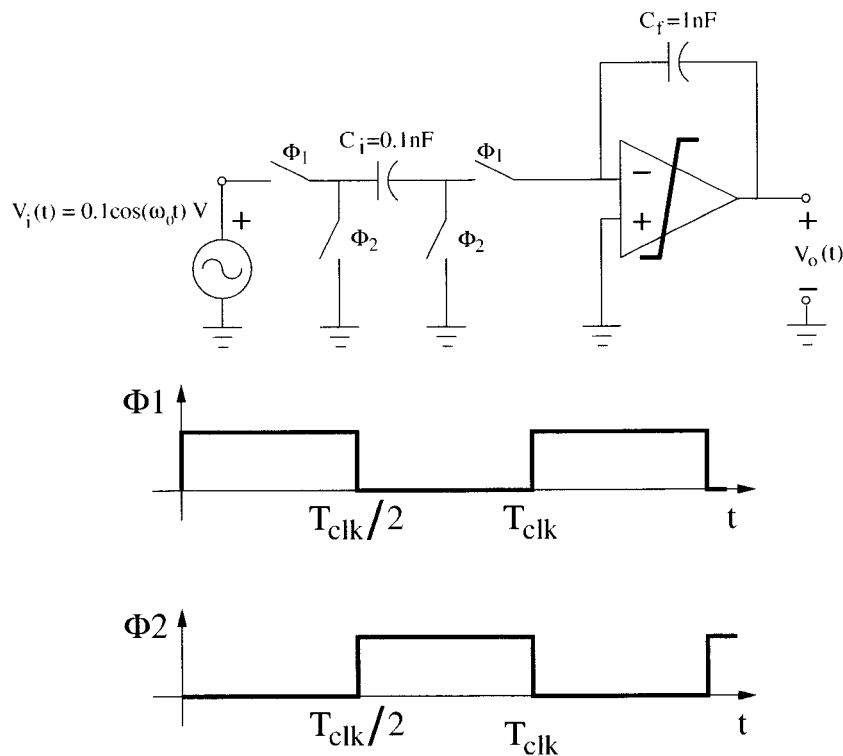 C_f=1nF
C_i=0.1nF
Φ1
Φ1
V_i(t) = 0.1cos(ω_0t) V
+
Φ2
Φ2
−
+
+
V_o(t)
−
Φ1
T_clk/2
T_clk
t
Φ2
T_clk/2
T_clk
t